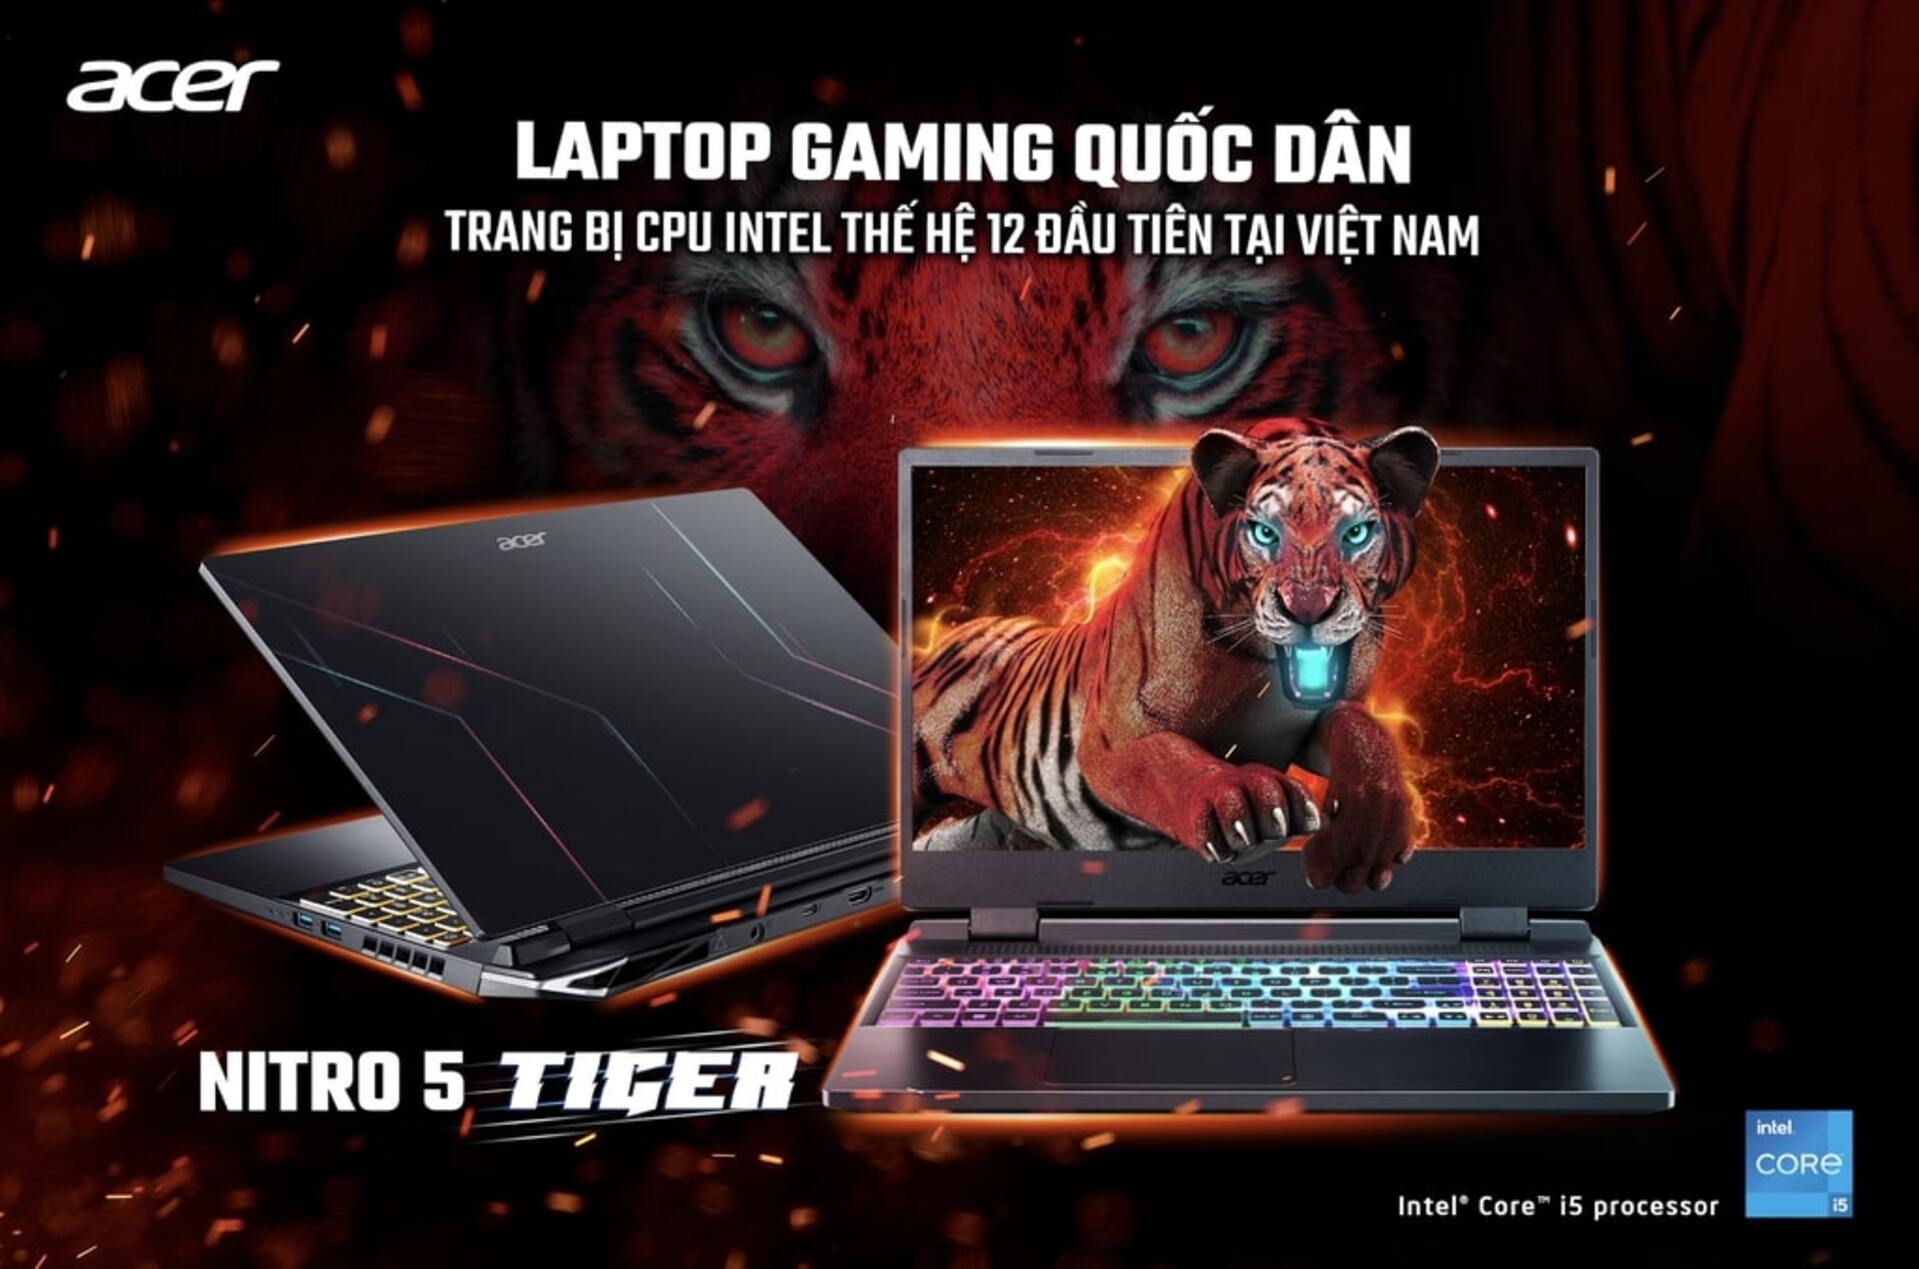 acer
LAPTOP GAMING QUỐC DÂN
TRANG BỊ CPU INTEL THẾ HỆ 12 ĐẦU TIÊN TẠI VIỆT NAM
acer
acer
NITRO 5 TIGER
intel.
CORE
i5
Intel® Core™ i5 processor